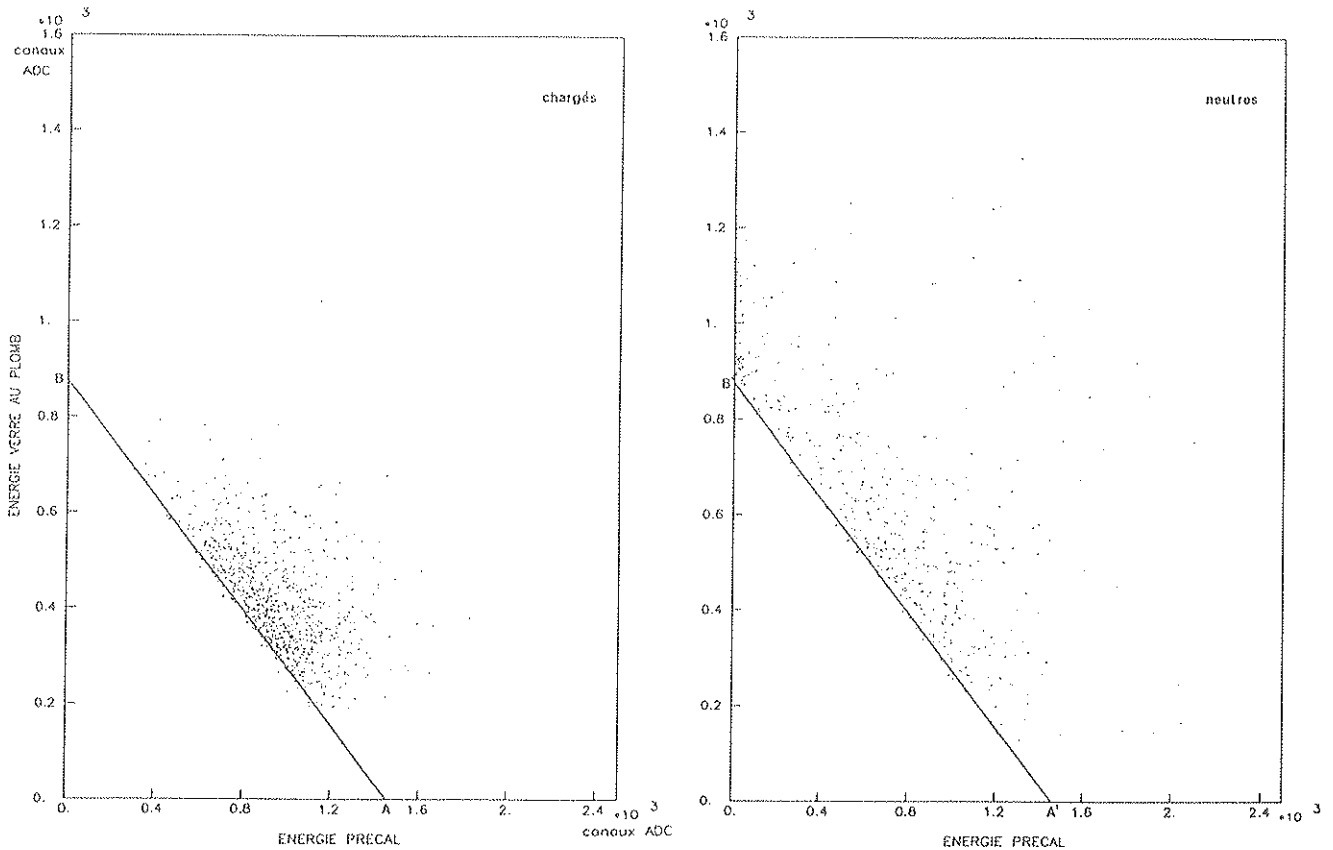 *10 3
1.6
canaux
ADC
chargés
1.4
1.2
1.
B
0.8
0.6
0.4
0.2
0.
ENERGIE VERRE AU PLOMB
0. 0.4 0.8 1.2 A 1.6 2. 2.4 *10 3
ENERGIE PRECAL
canaux ADC
*10 3
1.6
neutres
1.4
1.2
1.
B
0.8
0.6
0.4
0.2
0.
0. 0.4 0.8 1.2 A' 1.6 2. 2.4 *10 3
ENERGIE PRECAL